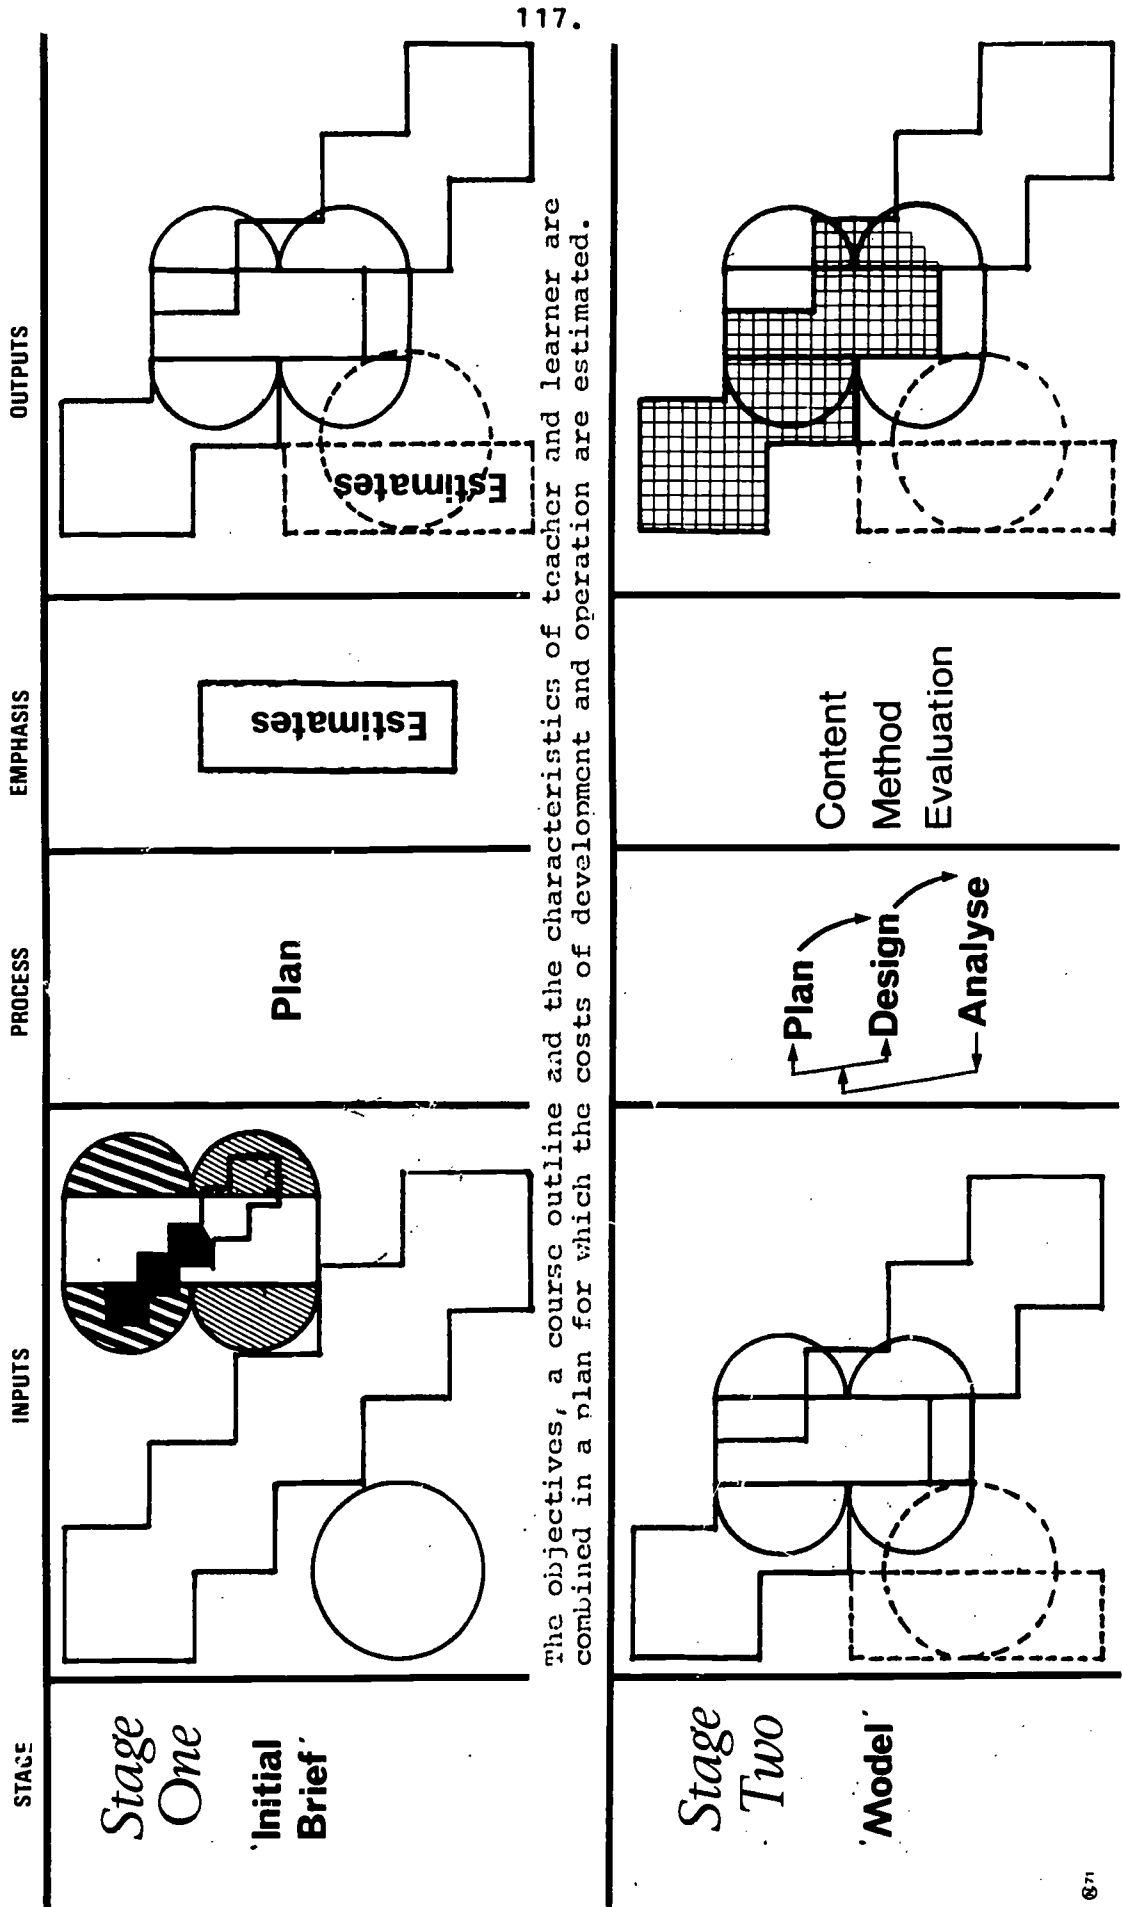 117.
STAGE INPUTS PROCESS EMPHASIS OUTPUTS
Stage
One
'Initial
Brief'
Plan
Estimates
Estimates
The objectives, a course outline and the characteristics of teacher and learner are
combined in a plan for which the costs of development and operation are estimated.
Stage
Two
'Model'
Plan
Design
Analyse
Content
Method
Evaluation